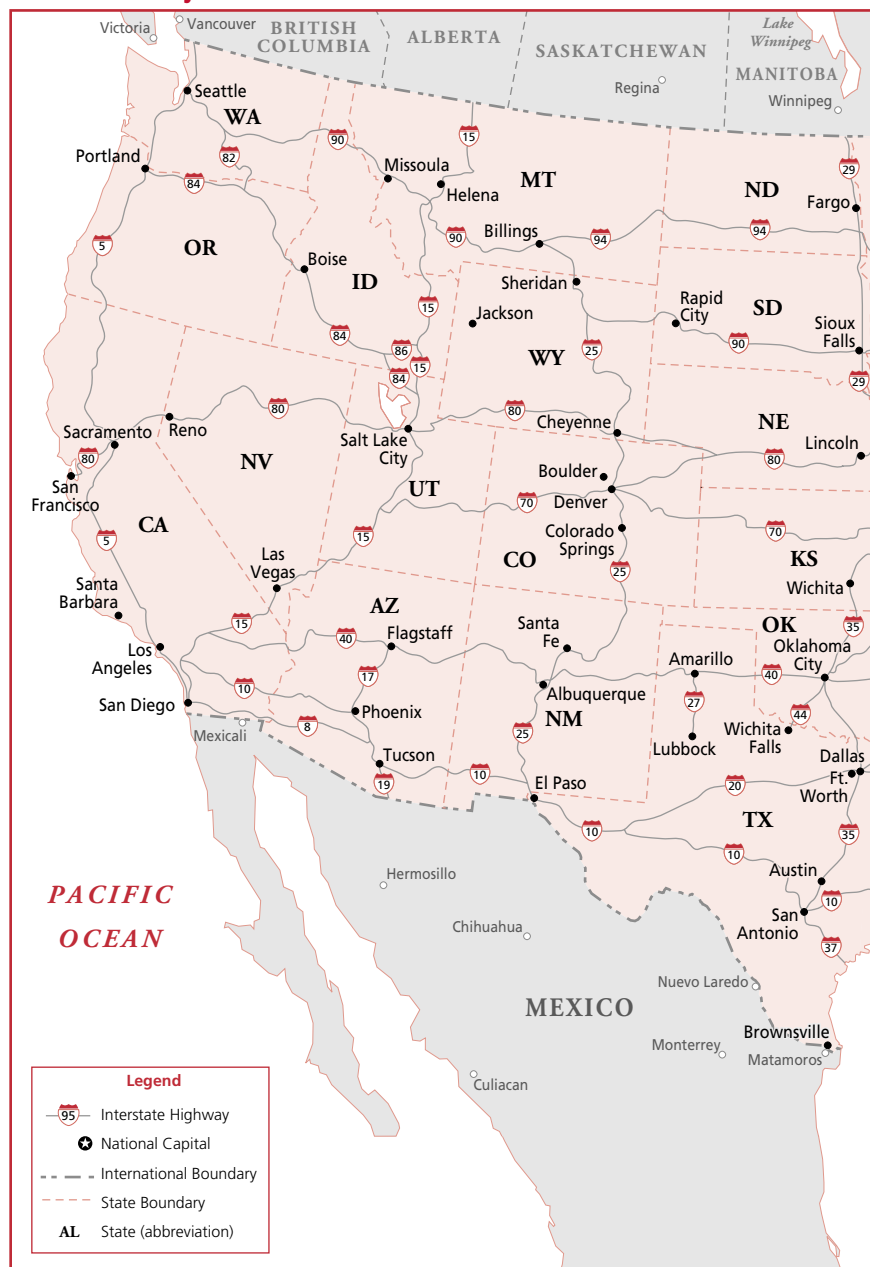 Victoria
Vancouver
BRITISH
COLUMBIA
ALBERTA
SASKATCHEWAN
Regina
Lake
Winnipeg
MANITOBA
Winnipeg
Seattle
WA
90
15
82
Portland
84
Missoula
Helena
MT
ND
29
Fargo
5
OR
90
Billings
94
94
Boise
ID
Sheridan
15
Jackson
Rapid
City
SD
Sioux
Falls
84
86
25
90
WY
15
84
29
80
80
Reno
Sacramento
80
Salt Lake
City
Cheyenne
NE
Lincoln
80
San
Francisco
NV
UT
Boulder
Denver
70
CA
5
15
Colorado
Springs
70
CO
25
KS
Las
Vegas
Wichita
Santa
Barbara
15
AZ
40
Flagstaff
Santa
Fe
OK
35
Oklahoma
City
Los
Angeles
Amarillo
40
10
17
San Diego
Albuquerque
27
Phoenix
44
Mexicali
8
25
NM
Lubbock
Wichita
Falls
Tucson
19
10
El Paso
20
Dallas
Ft.
Worth
10
TX
35
10
Austin
10
San
Antonio
37
Hermosillo
PACIFIC
OCEAN
Chihuahua
Nuevo Laredo
MEXICO
Brownsville
Monterrey
Matamoros
Culiacan
Legend
95 Interstate Highway
National Capital
International Boundary
State Boundary
AL State (abbreviation)